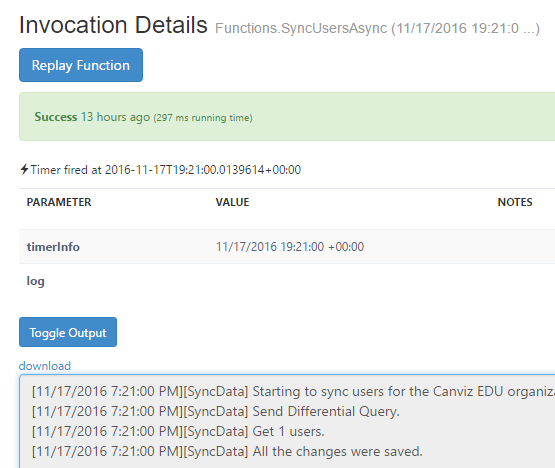 Invocation Details Functions.SyncUsersAsync (11/17/2016 19:21:0 ...)
Replay Function
Success 13 hours ago (297 ms running time)
Timer fired at 2016-11-17T19:21:00.0139614+00:00
PARAMETER VALUE NOTES
timerInfo 11/17/2016 19:21:00 +00:00
log
Toggle Output
download
[11/17/2016 7:21:00 PM][SyncData] Starting to sync users for the Canviz EDU organiz
[11/17/2016 7:21:00 PM][SyncData] Send Differential Query.
[11/17/2016 7:21:00 PM][SyncData] Get 1 users.
[11/17/2016 7:21:00 PM][SyncData] All the changes were saved.